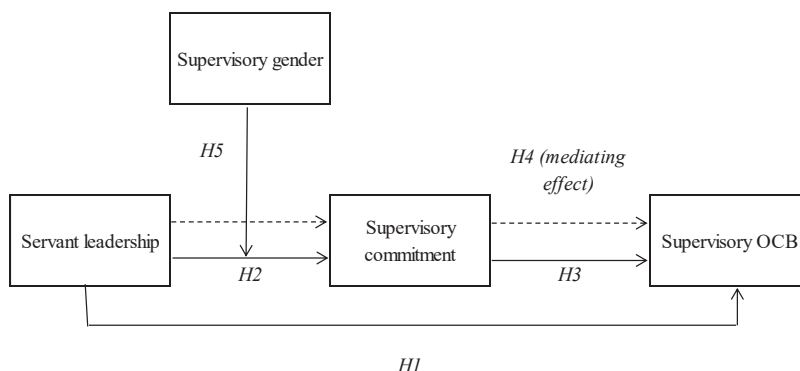 Supervisory gender
H5
H4 (mediating
effect)
Servant leadership
Supervisory
commitment
Supervisory OCB
H2
H3
H1